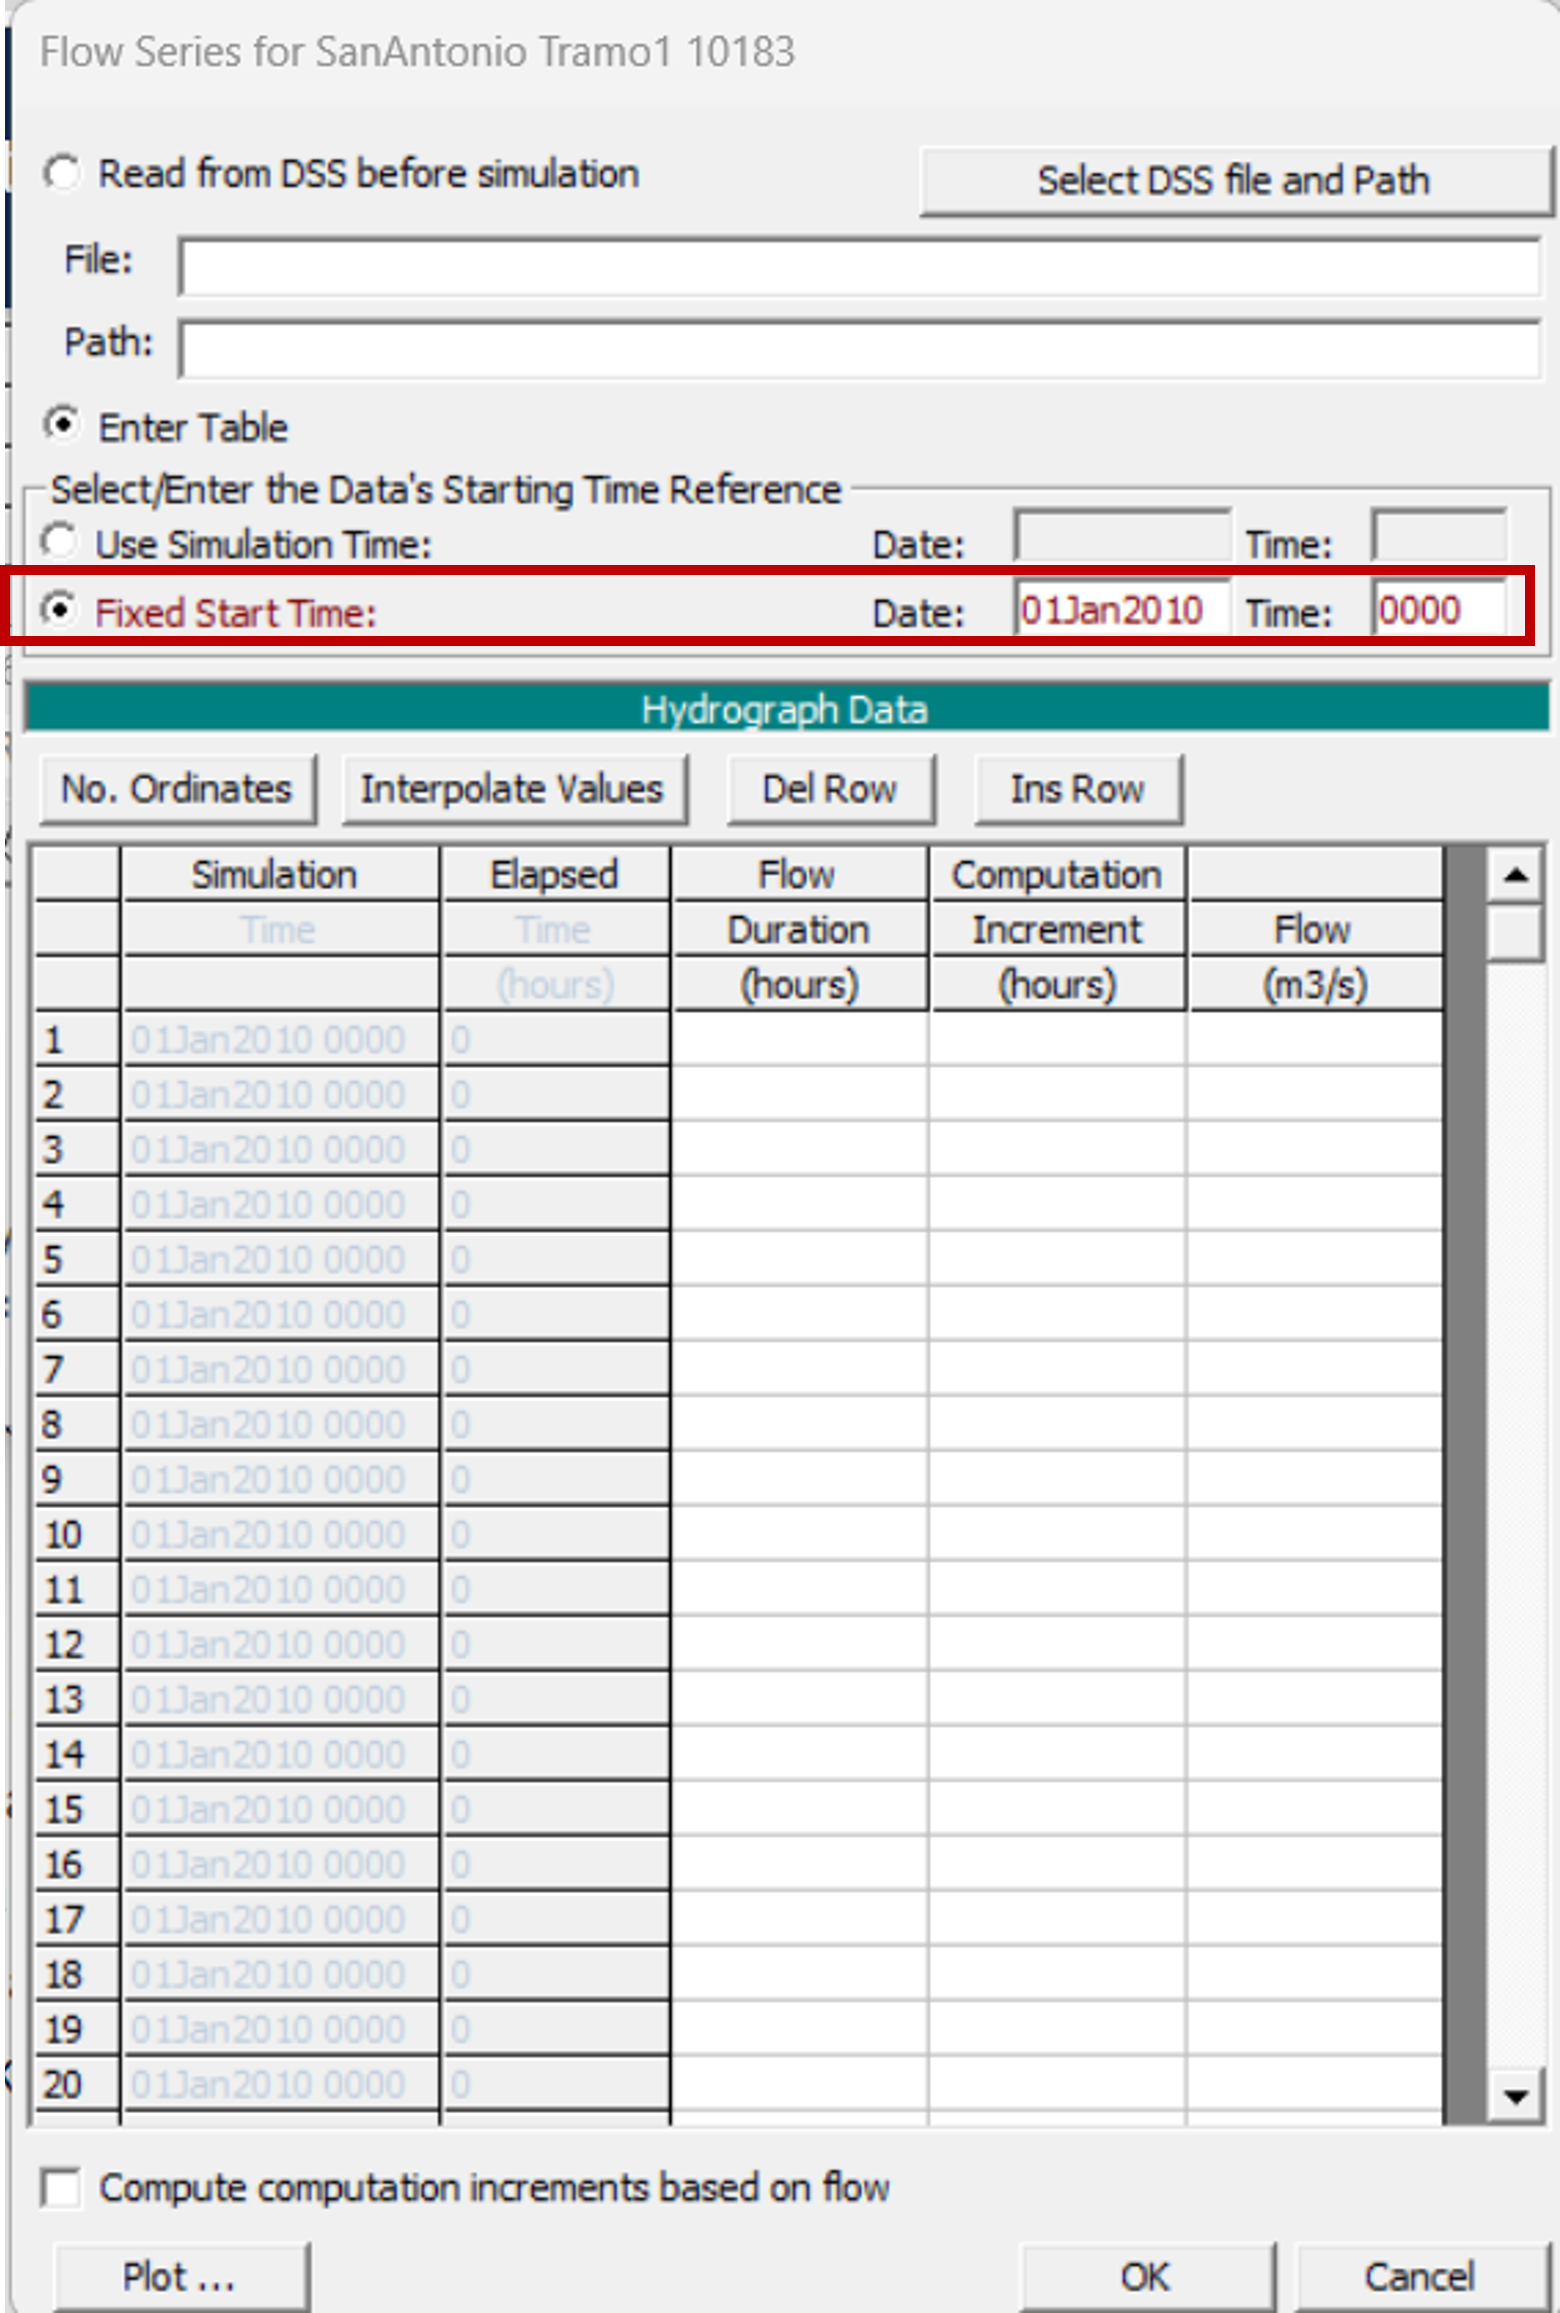 Flow Series for SanAntonio Tramo1 10183
Read from DSS before simulation Select DSS file and Path
File:
Path:
Enter Table
Select/Enter the Data's Starting Time Reference
Use Simulation Time: Date: Time:
Fixed Start Time: Date: 01Jan2010 Time: 0000
Hydrograph Data
No. Ordinates Interpolate Values Del Row Ins Row
Simulation Elapsed Flow Computation
Time Time Duration Increment Flow
(hours) (hours) (hours) (m3/s)
1 01Jan2010 0000 0
2 01Jan2010 0000 0
3 01Jan2010 0000 0
4 01Jan2010 0000 0
5 01Jan2010 0000 0
6 01Jan2010 0000 0
7 01Jan2010 0000 0
8 01Jan2010 0000 0
9 01Jan2010 0000 0
10 01Jan2010 0000 0
11 01Jan2010 0000 0
12 01Jan2010 0000 0
13 01Jan2010 0000 0
14 01Jan2010 0000 0
15 01Jan2010 0000 0
16 01Jan2010 0000 0
17 01Jan2010 0000 0
18 01Jan2010 0000 0
19 01Jan2010 0000 0
20 01Jan2010 0000 0
Compute computation increments based on flow
Plot ... OK Cancel